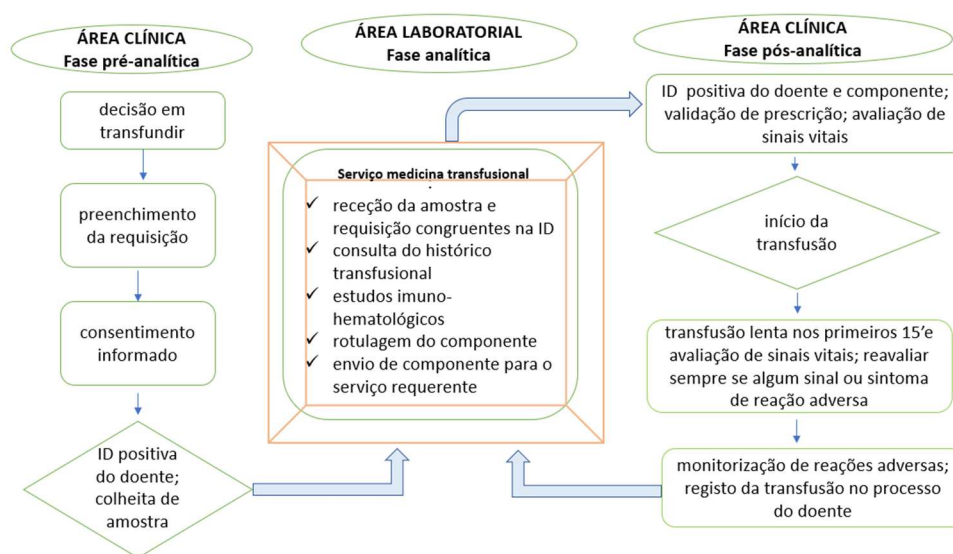 ÁREA CLÍNICA
Fase pré-analítica
decisão em
transfundir
preenchimento
da requisição
consentimento
informado
ID positiva
do doente;
colheita de
amostra
ÁREA LABORATORIAL
Fase analítica
Serviço medicina transfusional
:
✓ receção da amostra e
requisição congruentes na ID
✓ consulta do histórico
transfusional
✓ estudos imuno-
hematológicos
✓ rotulagem do componente
✓ envio de componente para o
serviço requerente
ÁREA CLÍNICA
Fase pós-analítica
ID positiva do doente e componente;
validação de prescrição; avaliação de
sinais vitais
início da
transfusão
transfusão lenta nos primeiros 15’e
avaliação de sinais vitais; reavaliar
sempre se algum sinal ou sintoma
de reação adversa
monitorização de reações adversas;
registo da transfusão no processo
do doente